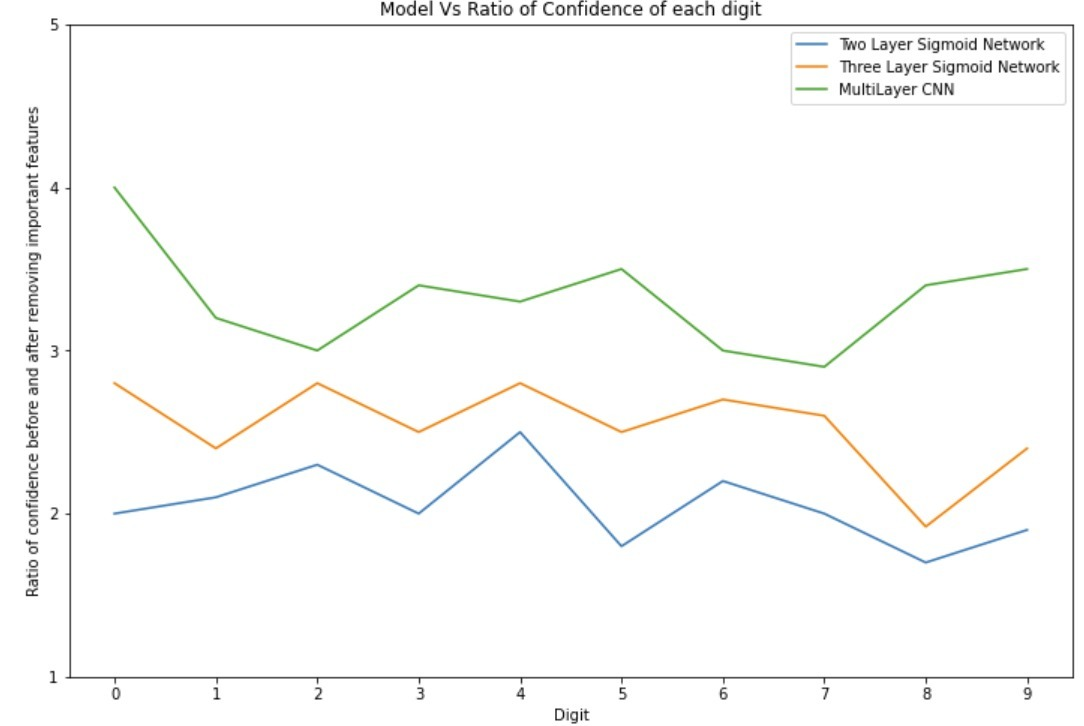 Model Vs Ratio of Confidence of each digit
Two Layer Sigmoid Network
Three Layer Sigmoid Network
MultiLayer CNN
Ratio of confidence before and after removing important features
5
4
3
2
1
0 1 2 3 4 5 6 7 8 9
Digit